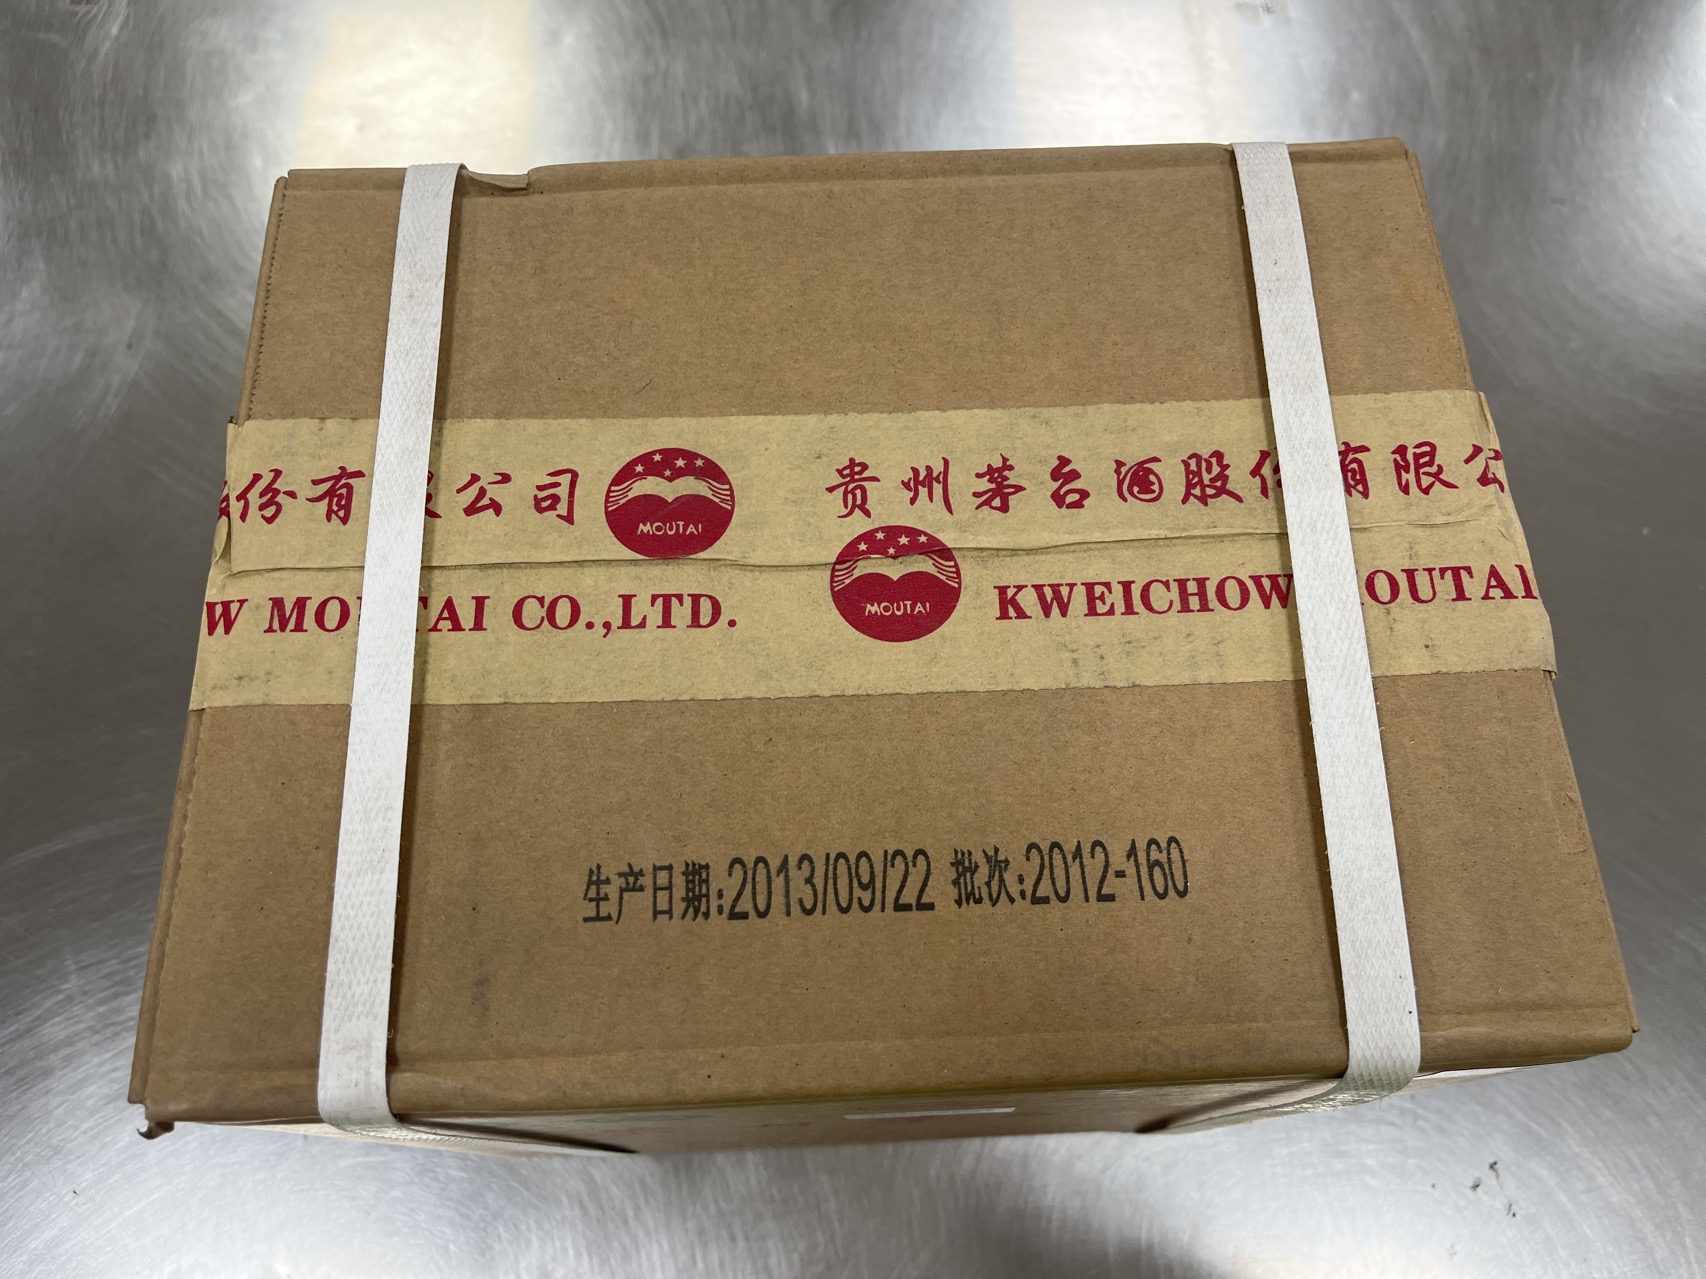 份有 公司 MOUTAI 贵州茅台酒股份有限公
W MOUTAI CO.,LTD. MOUTAI KWEICHOW MOUTAI
生产日期:2013/09/22 批次:2012-160